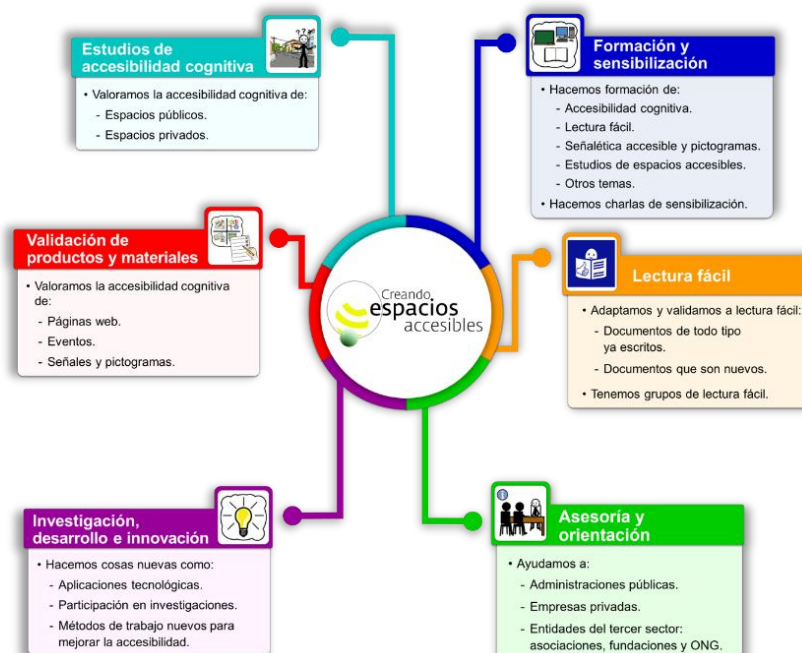 Estudios de
accesibilidad cognitiva
• Valoramos la accesibilidad cognitiva de:
- Espacios públicos.
- Espacios privados.
Formación y
sensibilización
• Hacemos formación de:
- Accesibilidad cognitiva.
- Lectura fácil.
- Señalética accesible y pictogramas.
- Estudios de espacios accesibles.
- Otros temas.
• Hacemos charlas de sensibilización.
Validación de
productos y materiales
• Valoramos la accesibilidad cognitiva
de:
- Páginas web.
- Eventos.
- Señales y pictogramas.
Creando
espacios
accesibles
Lectura fácil
• Adaptamos y validamos a lectura fácil:
- Documentos de todo tipo
ya escritos.
- Documentos que son nuevos.
• Tenemos grupos de lectura fácil.
Investigación,
desarrollo e innovación
• Hacemos cosas nuevas como:
- Aplicaciones tecnológicas.
- Participación en investigaciones.
- Métodos de trabajo nuevos para
mejorar la accesibilidad.
Asesoría y
orientación
• Ayudamos a:
- Administraciones públicas.
- Empresas privadas.
- Entidades del tercer sector:
asociaciones, fundaciones y ONG.